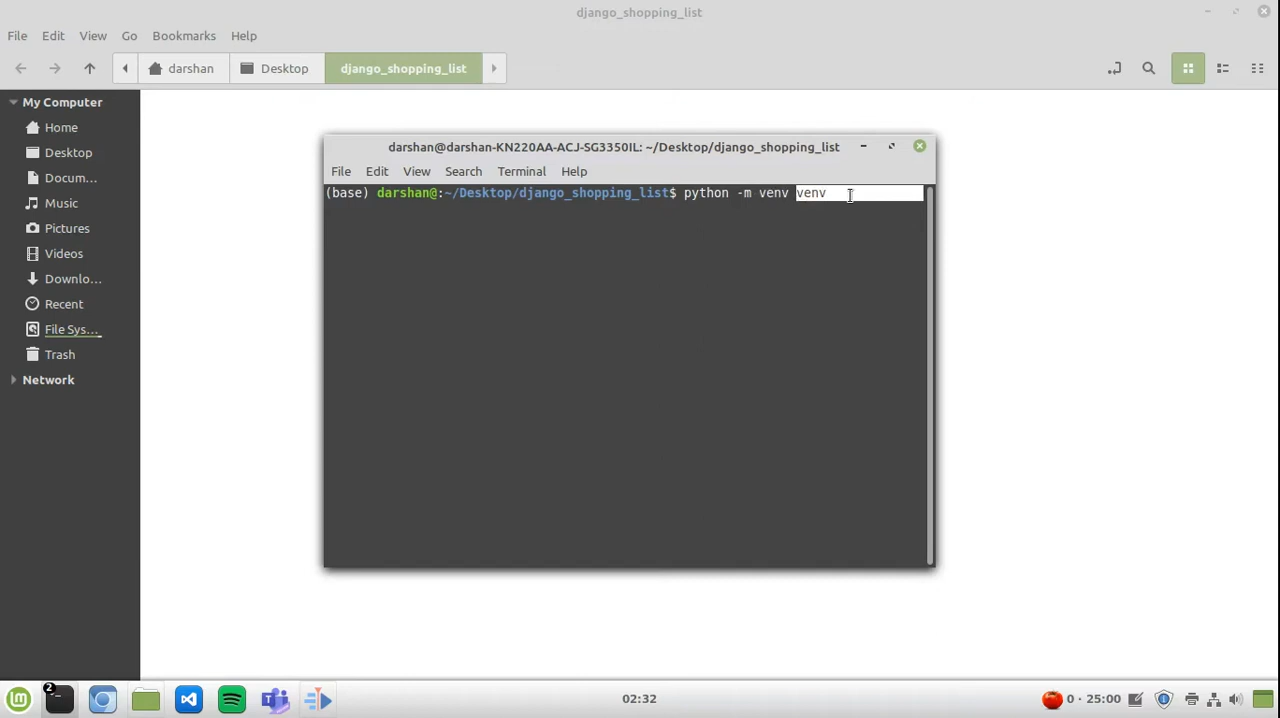 django_shopping_list
File Edit View Go Bookmarks Help
darshan Desktop django_shopping_list
My Computer
Home
Desktop
Docum...
Music
Pictures
Videos
Downlo...
Recent
File Sys...
Trash
Network
darshan@darshan-KN220AA-ACJ-SG3350IL: ~/Desktop/django_shopping_list
File Edit View Search Terminal Help
(base) darshan@:~/Desktop/django_shopping_list$ python -m venv venv
2
02:32
0 · 25:00